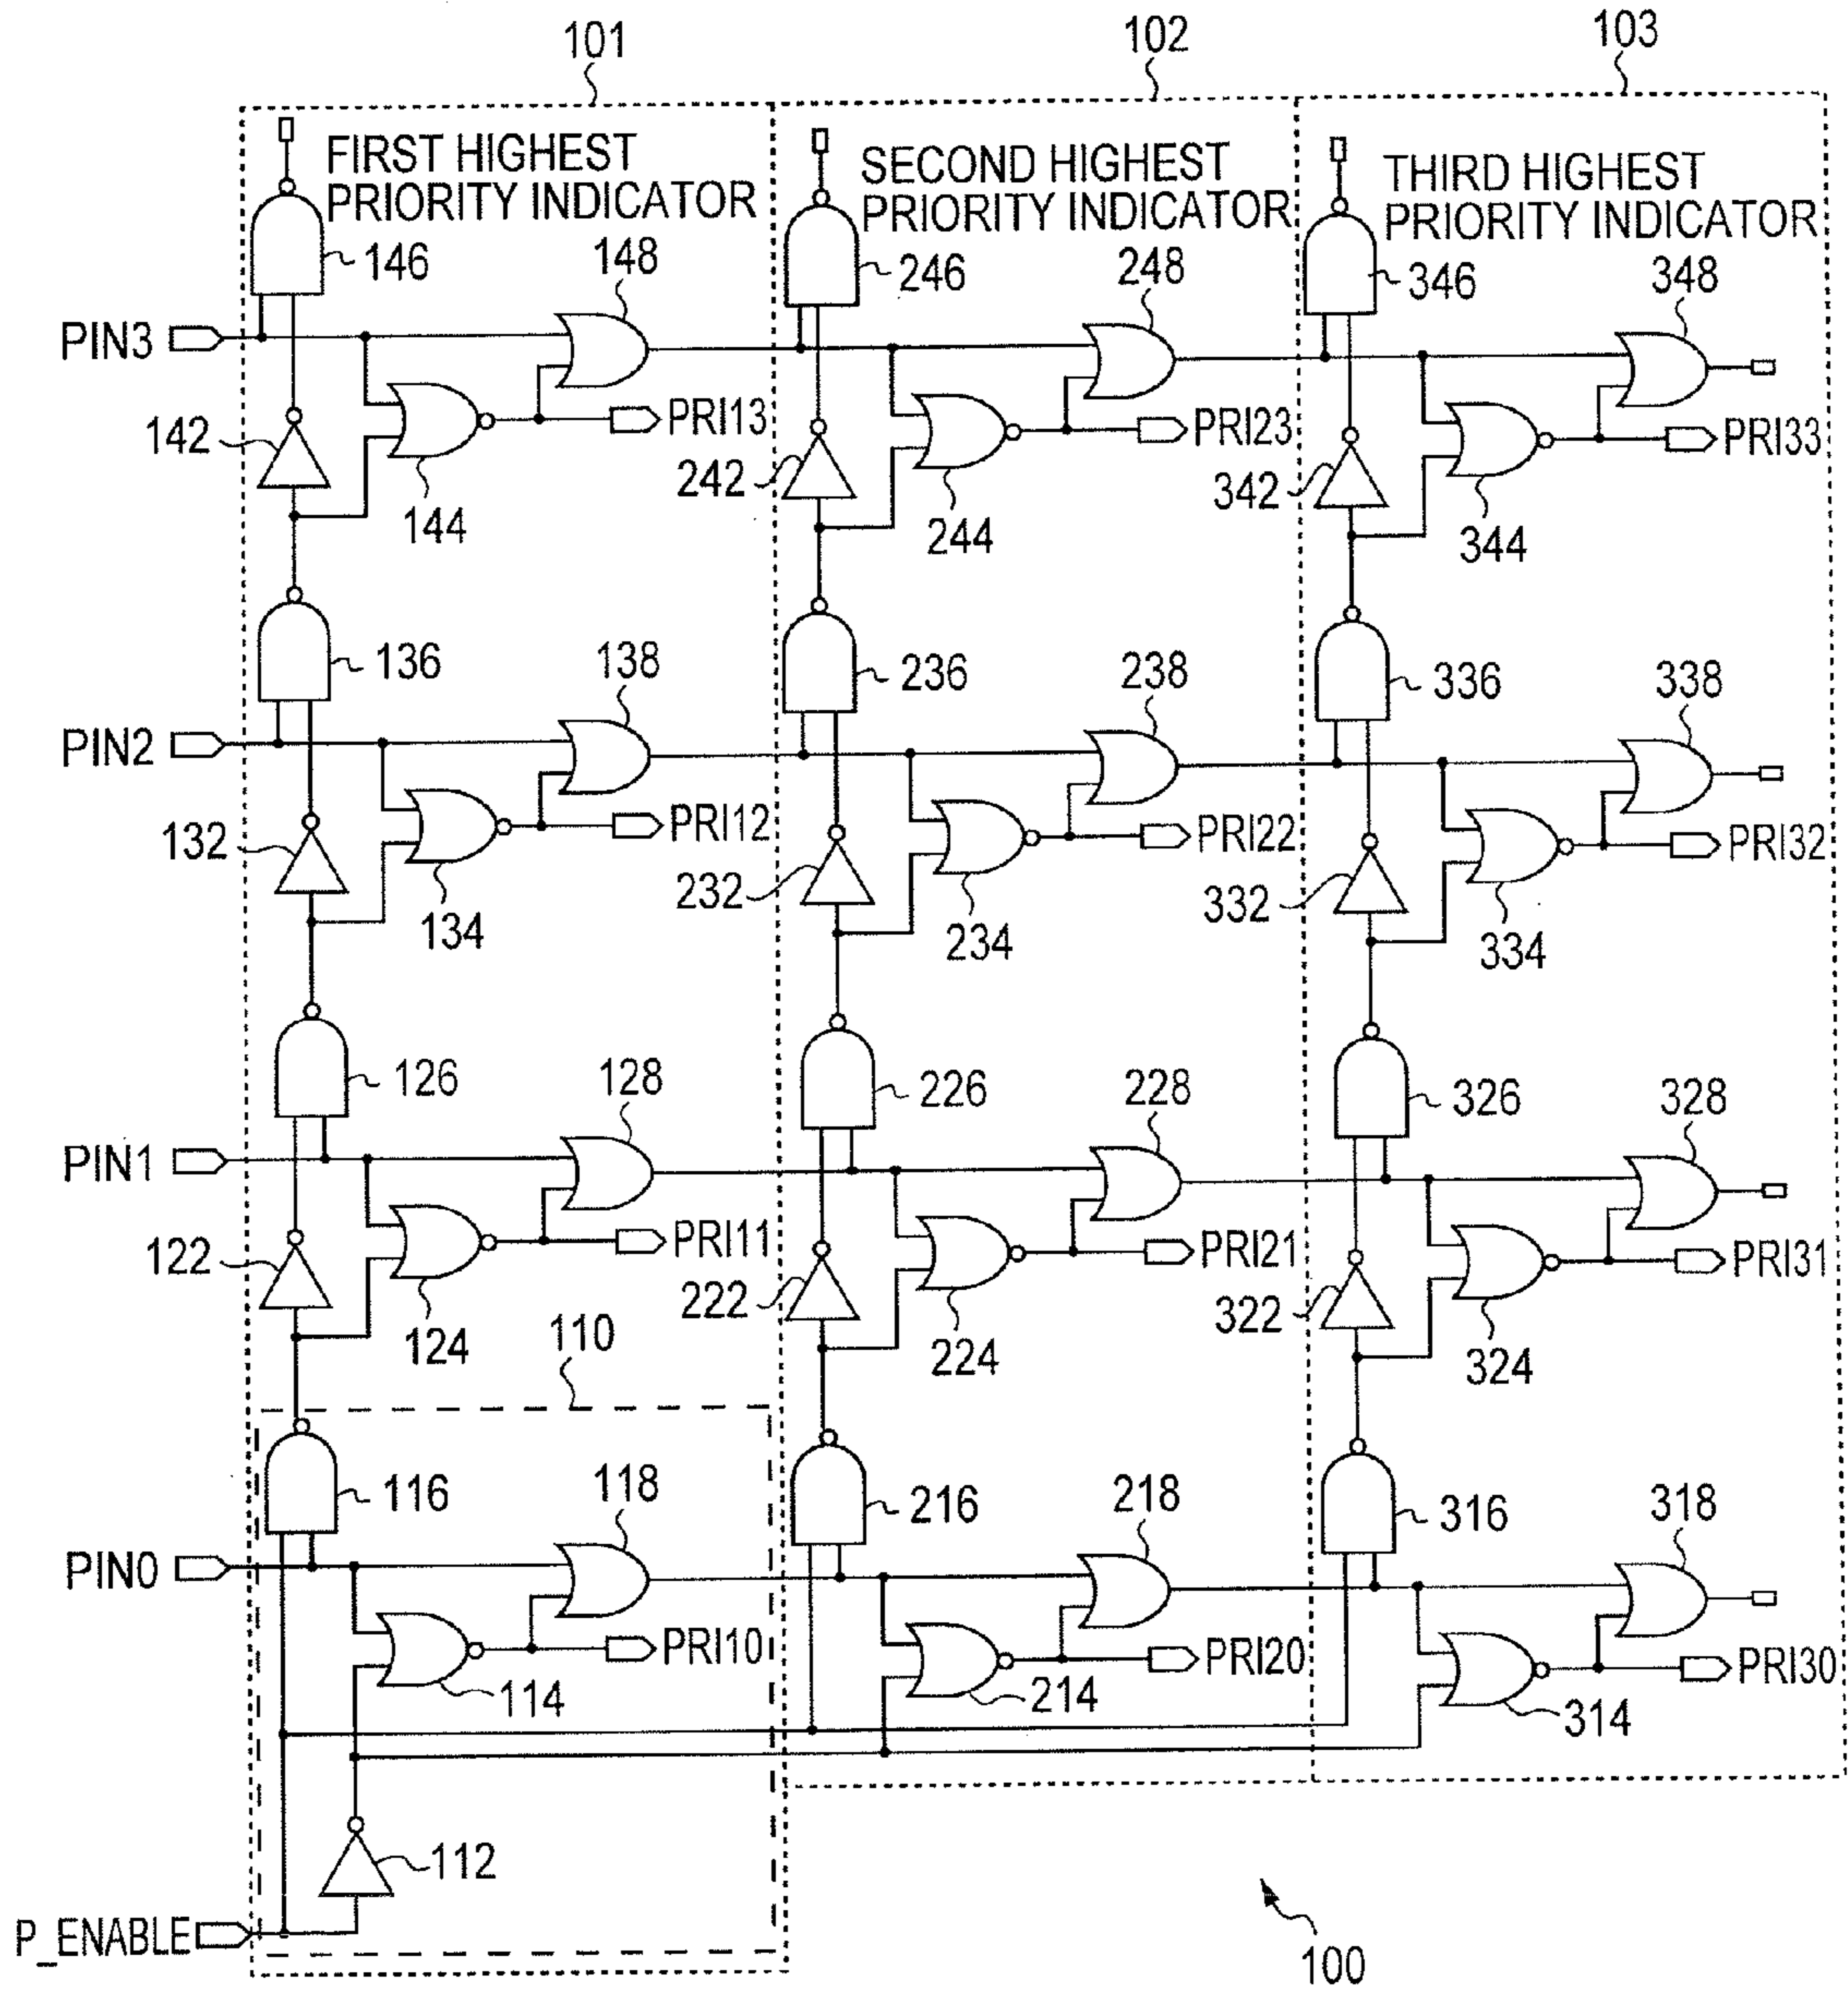 101
102
103
FIRST HIGHEST
PRIORITY INDICATOR
SECOND HIGHEST
PRIORITY INDICATOR
THIRD HIGHEST
PRIORITY INDICATOR
146
148
246
248
346
348
PIN3
PRI13
PRI23
PRI33
142
144
242
244
342
344
136
138
236
238
336
338
PIN2
PRI12
PRI22
PRI32
132
134
232
234
332
334
126
128
226
228
326
328
PIN1
PRI11
PRI21
PRI31
122
124
222
224
322
324
110
116
118
216
218
316
318
PIN0
PRI10
PRI20
PRI30
114
214
314
112
P_ENABLE
100